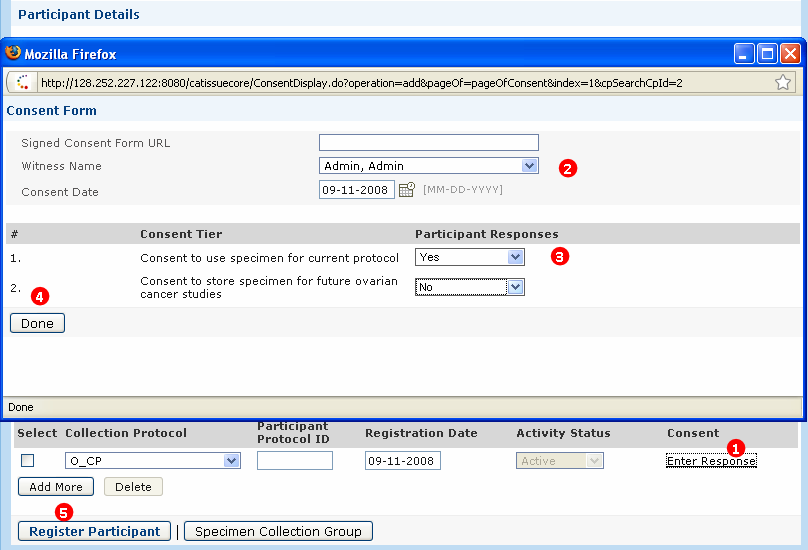 Participant Details
Mozilla Firefox
http://128.252.227.122:8080/catissuecore/ConsentDisplay.do?operation=add&pageOf=pageOfConsent&index=1&cpSearchCpId=2
Consent Form
Signed Consent Form URL
Witness Name Admin, Admin 2
Consent Date 09-11-2008 [MM-DD-YYYY]
# Consent Tier Participant Responses
1. Consent to use specimen for current protocol Yes 3
2. Consent to store specimen for future ovarian No
cancer studies
4
Done
Done
Select Collection Protocol Participant Registration Date Activity Status Consent
Protocol ID
1
O_CP 09-11-2008 Active Enter Response
Add More Delete
5
Register Participant | Specimen Collection Group